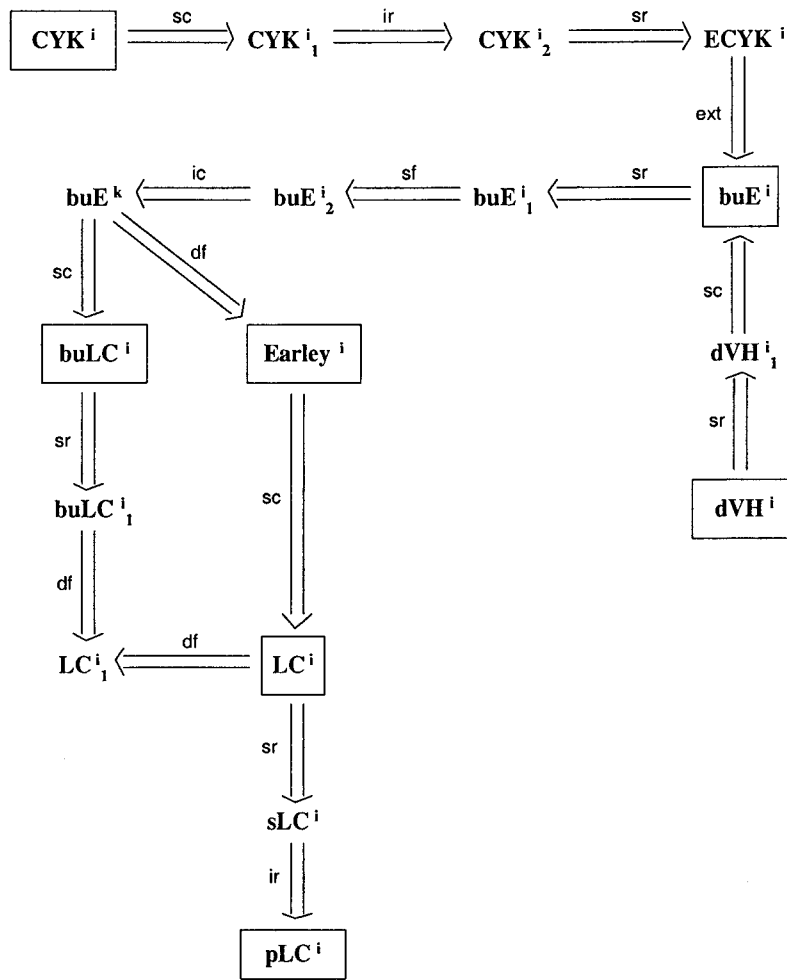 sc ir sr
CYK i CYK i 1 CYK i 2 ECYK i
ext
ic sf sr
buE k buE i 2 buE i 1 buE i
df
sc sc
buLC i Earley i dVH i 1
sr sr
sc
buLC i 1 dVH i
df
df
LC i 1 LC i
sr
sLC i
ir
pLC i